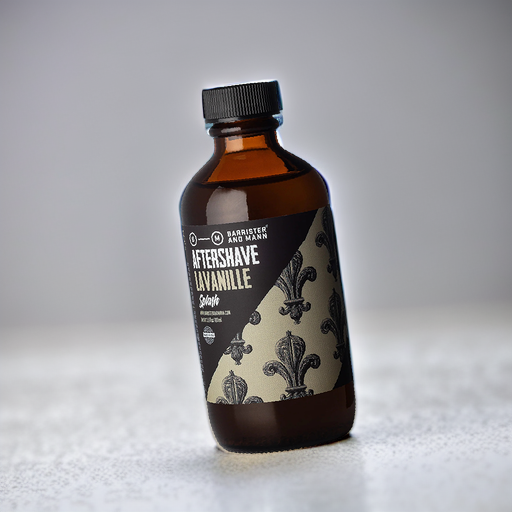 B M BARRISTER
AND MANN
AFTERSHAVE
LAVANILLE
Splash